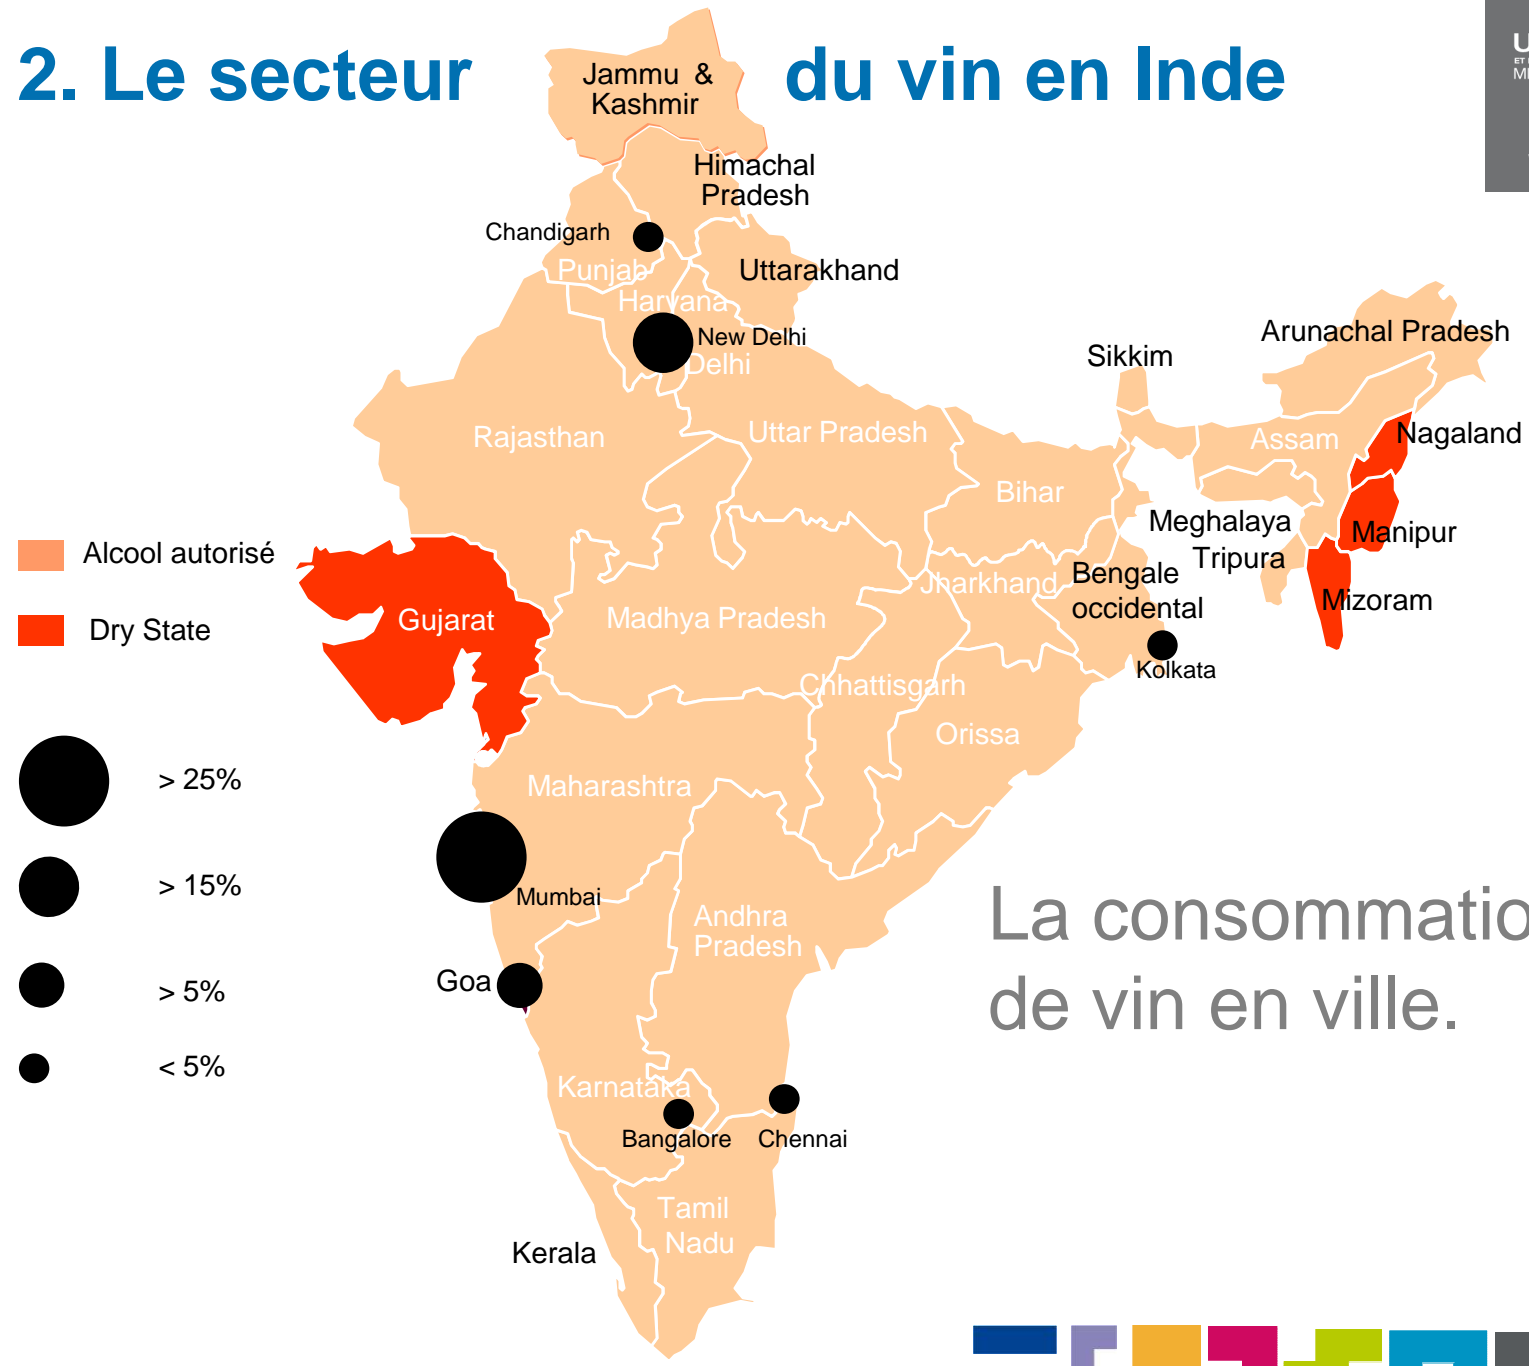 2. Le secteur du vin en Inde
Jammu &
Kashmir
Himachal
Pradesh
Chandigarh
Punjab
Uttarakhand
Haryana
New Delhi
Delhi
Arunachal Pradesh
Sikkim
Rajasthan
Uttar Pradesh
Assam
Nagaland
Bihar
Meghalaya
Manipur
Tripura
Alcool autorisé
Jharkhand
Bengale
occidental
Mizoram
Dry State
Gujarat
Madhya Pradesh
Kolkata
Chhattisgarh
Orissa
> 25%
Maharashtra
> 15%
Mumbai
Andhra
Pradesh
La consommatio
de vin en ville.
Goa
> 5%
< 5%
Karnataka
Bangalore
Chennai
Tamil
Nadu
Kerala